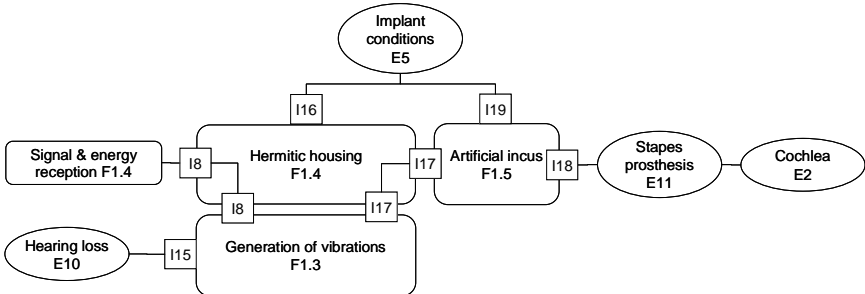 Implant
conditions
E5
I16
I19
Signal & energy
reception F1.4
I8
Hermitic housing
F1.4
I17
Artificial incus
F1.5
I18
Stapes
prosthesis
E11
Cochlea
E2
I8
I17
Hearing loss
E10
I15
Generation of vibrations
F1.3